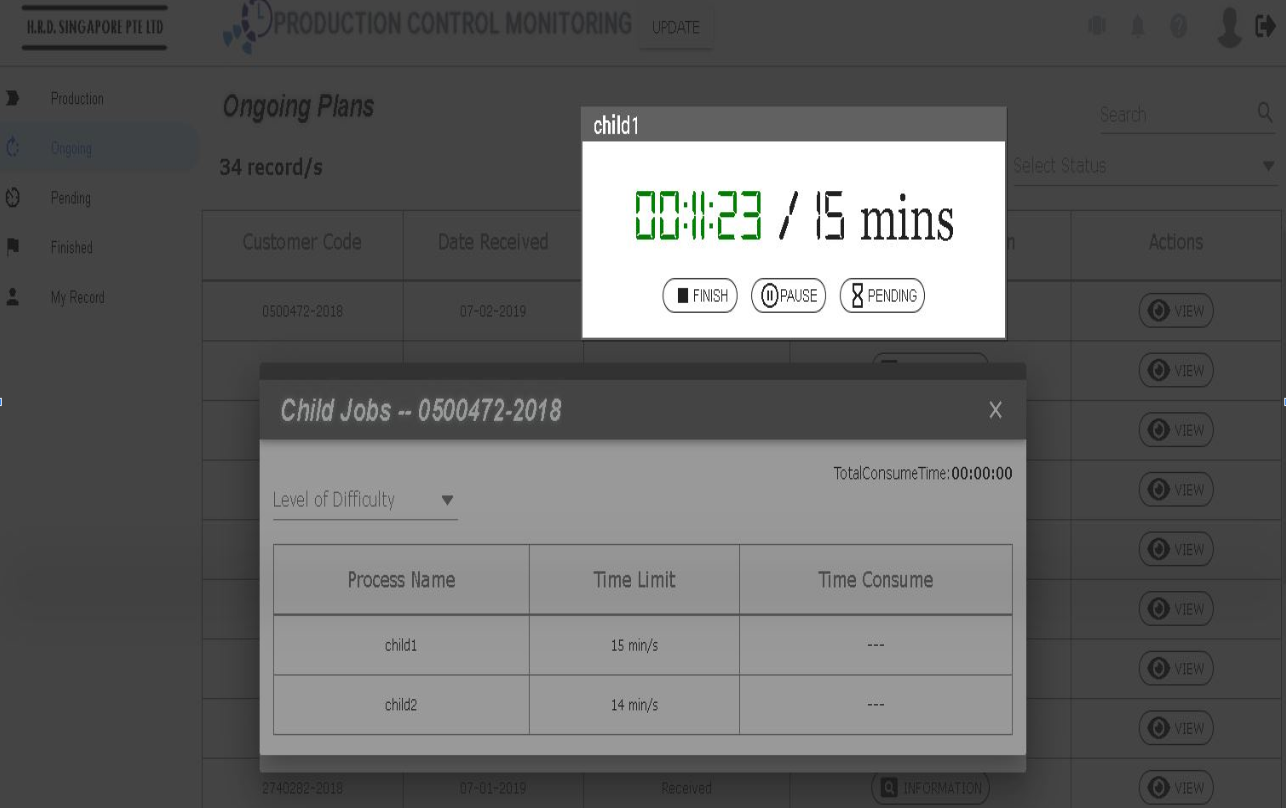 H.R.D. SINGAPORE PTE LTD
PRODUCTION CONTROL MONITORING
UPDATE
Production
Ongoing
Pending
Finished
My Record
Ongoing Plans
34 record/s
Search
Select Status
child1
00:11:23 / 15 mins
FINISH PAUSE PENDING
Customer Code Date Received Actions
0500472-2018 07-02-2019 VIEW
VIEW
Child Jobs -- 0500472-2018 X
VIEW
TotalConsumeTime:00:00:00
Level of Difficulty
VIEW
VIEW
Process Name Time Limit Time Consume
VIEW
child1 15 min/s ---
VIEW
child2 14 min/s ---
VIEW
2740282-2018 07-01-2019 Received INFORMATION VIEW